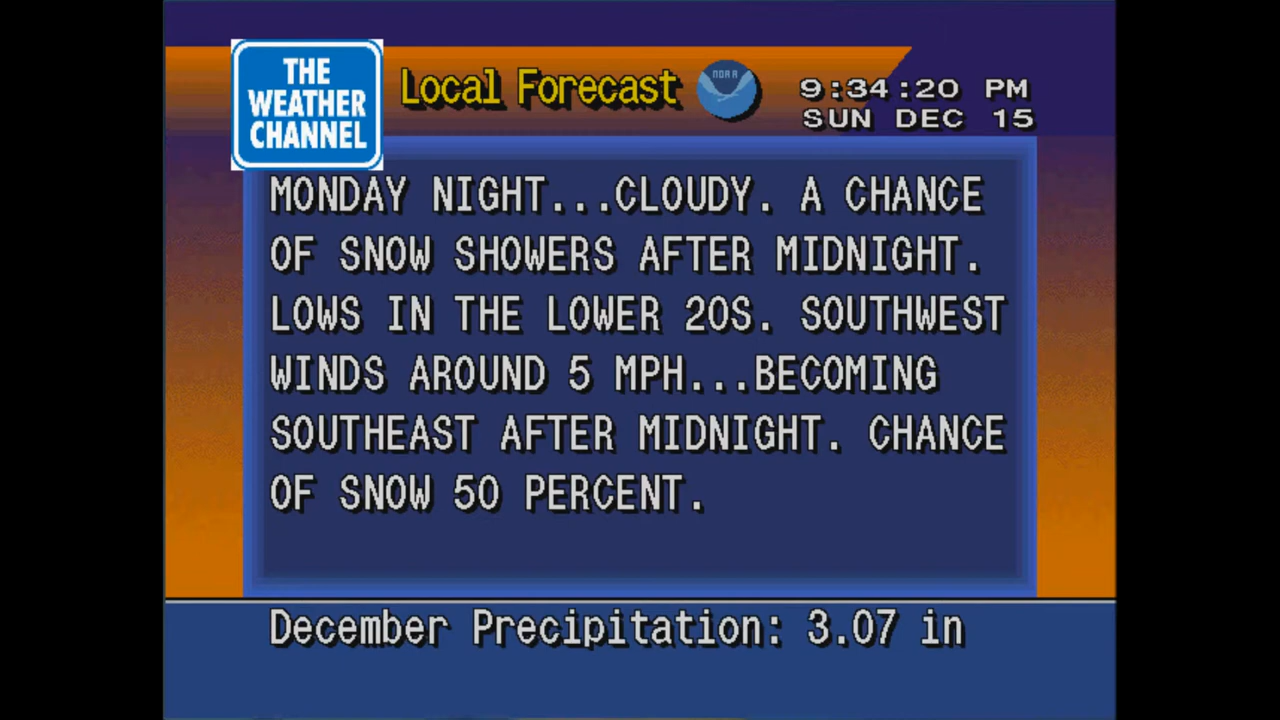 THE
WEATHER
CHANNEL
Local Forecast
NOAA
9:34:20 PM
SUN DEC 15
MONDAY NIGHT...CLOUDY. A CHANCE
OF SNOW SHOWERS AFTER MIDNIGHT.
LOWS IN THE LOWER 20S. SOUTHWEST
WINDS AROUND 5 MPH...BECOMING
SOUTHEAST AFTER MIDNIGHT. CHANCE
OF SNOW 50 PERCENT.
December Precipitation: 3.07 in